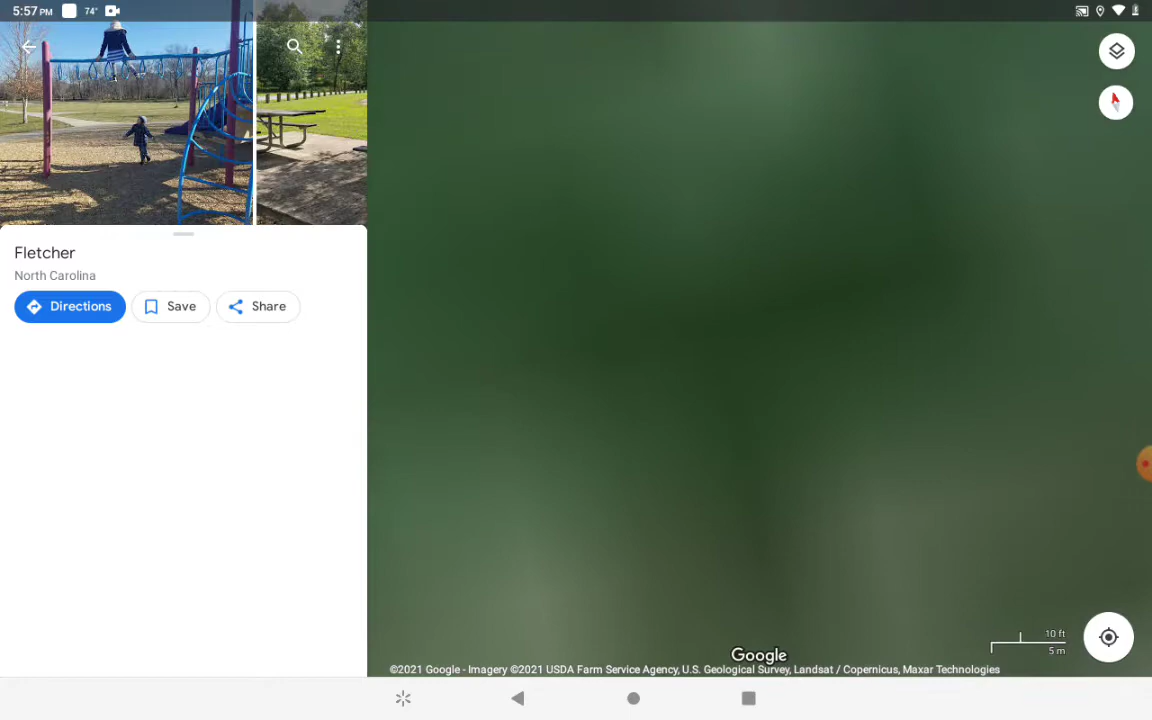 5:57 PM 74°
Fletcher
North Carolina
Directions Save Share
10 ft
5 m
Google
©2021 Google - Imagery ©2021 USDA Farm Service Agency, U.S. Geological Survey, Landsat / Copernicus, Maxar Technologies